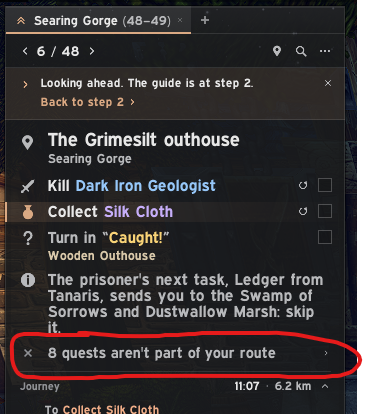 Searing Gorge (48–49) × +
< 6 / 48 >
Looking ahead. The guide is at step 2. ×
Back to step 2 >
The Grimesilt outhouse
Searing Gorge
Kill Dark Iron Geologist
Collect Silk Cloth
Turn in “Caught!”
Wooden Outhouse
The prisoner's next task, Ledger from
Tanaris, sends you to the Swamp of
Sorrows and Dustwallow Marsh: skip
it.
8 quests aren't part of your route
Journey 11:07 · 6.2 km
To Collect Silk Cloth